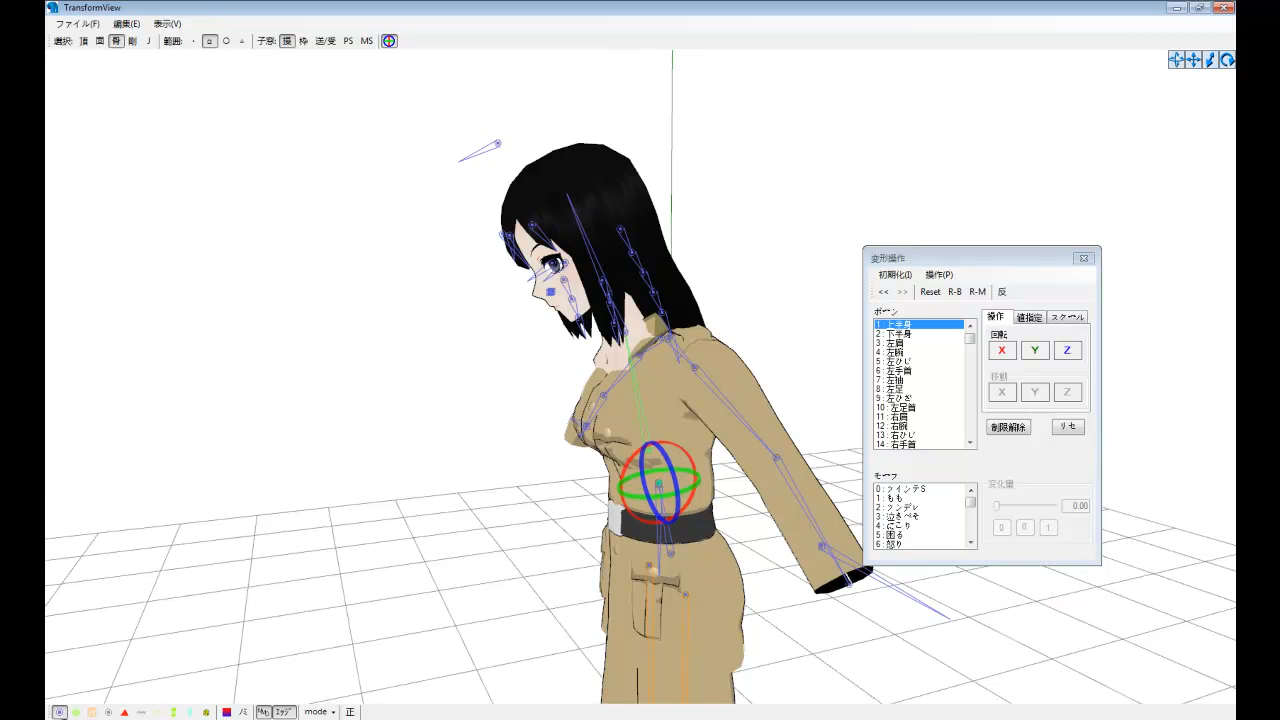 TransformView
ファイル(F) 編集(E) 表示(V)
選択: 頂 面 骨 剛 J 範囲: 子窓: 操 枠 送/受 PS MS
変形操作
初期化(I) 操作(P)
<< >> Reset R-B R-M 反
ボーン
操作 値指定 スケール
1 : 上半身
2 : 下半身
3 : 左肩
4 : 左腕
5 : 左ひじ
6 : 左手首
7 : 左袖
8 : 左足
9 : 左ひざ
10 : 左足首
11 : 右肩
12 : 右腕
13 : 右ひじ
14 : 右手首
回転
X Y Z
移動
X Y Z
制限解除 リセ
モーフ
0 : クインテS
1 : もも
2 : ツンデレ
3 : 泣きベキ
4 : にこり
5 : 困る
6 : 怒り
変化量
0.00
0 0 1
mode 正